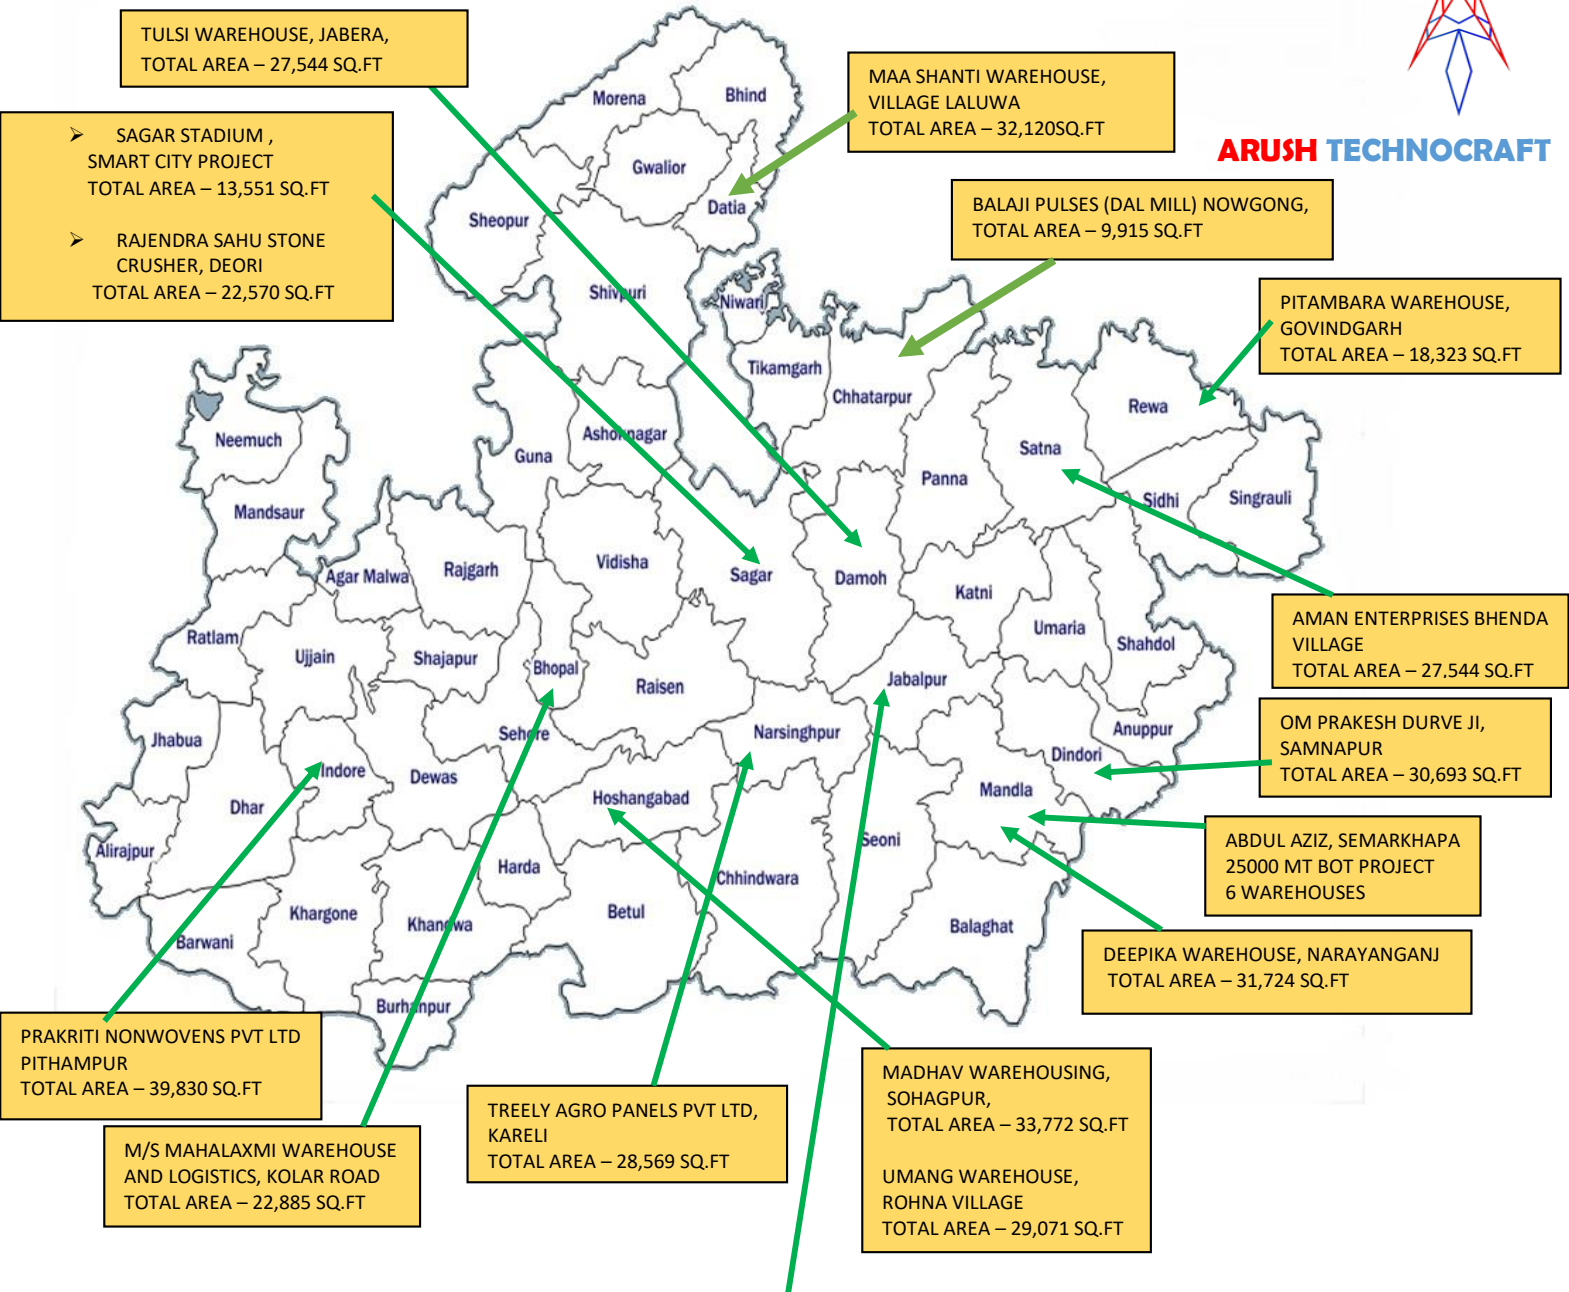 TULSI WAREHOUSE, JABERA,
TOTAL AREA – 27,544 SQ.FT
➢ SAGAR STADIUM ,
SMART CITY PROJECT
TOTAL AREA – 13,551 SQ.FT
➢ RAJENDRA SAHU STONE
CRUSHER, DEORI
TOTAL AREA – 22,570 SQ.FT
MAA SHANTI WAREHOUSE,
VILLAGE LALUWA
TOTAL AREA – 32,120SQ.FT
ARUSH TECHNOCRAFT
BALAJI PULSES (DAL MILL) NOWGONG,
TOTAL AREA – 9,915 SQ.FT
PITAMBARA WAREHOUSE,
GOVINDGARH
TOTAL AREA – 18,323 SQ.FT
Morena
Bhind
Gwalior
Datia
Sheopur
Shivpuri
Niwari
Tikamgarh
Chhatarpur
Rewa
Neemuch
Ashoknagar
Guna
Satna
Panna
Sidhi
Singrauli
Mandsaur
Agar Malwa
Rajgarh
Vidisha
Sagar
Damoh
Katni
Umaria
Shahdol
Ratlam
Ujjain
Shajapur
Bhopal
Raisen
Jabalpur
Jhabua
Sehore
Narsinghpur
Anuppur
Dindori
Indore
Dewas
Hoshangabad
Mandla
Dhar
Alirajpur
Harda
Chhindwara
Seoni
Khargone
Khandwa
Betul
Balaghat
Barwani
Burhanpur
AMAN ENTERPRISES BHENDA
VILLAGE
TOTAL AREA – 27,544 SQ.FT
OM PRAKESH DURVE JI,
SAMNAPUR
TOTAL AREA – 30,693 SQ.FT
ABDUL AZIZ, SEMARKHAPA
25000 MT BOT PROJECT
6 WAREHOUSES
DEEPIKA WAREHOUSE, NARAYANGANJ
TOTAL AREA – 31,724 SQ.FT
PRAKRITI NONWOVENS PVT LTD
PITHAMPUR
TOTAL AREA – 39,830 SQ.FT
M/S MAHALAXMI WAREHOUSE
AND LOGISTICS, KOLAR ROAD
TOTAL AREA – 22,885 SQ.FT
TREELY AGRO PANELS PVT LTD,
KARELI
TOTAL AREA – 28,569 SQ.FT
MADHAV WAREHOUSING,
SOHAGPUR,
TOTAL AREA – 33,772 SQ.FT
UMANG WAREHOUSE,
ROHNA VILLAGE
TOTAL AREA – 29,071 SQ.FT